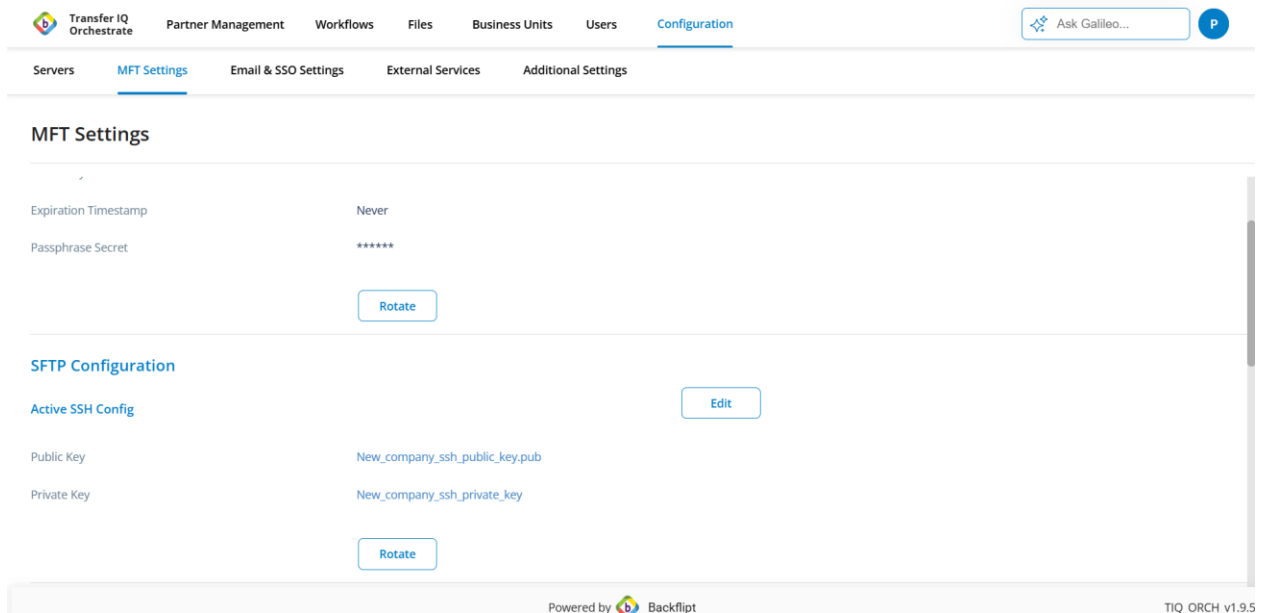 Transfer IQ
Orchestrate
Partner Management Workflows Files Business Units Users Configuration
Ask Galileo...
P
Servers MFT Settings Email & SSO Settings External Services Additional Settings
MFT Settings
Expiration Timestamp Never
Passphrase Secret ******
Rotate
SFTP Configuration
Active SSH Config Edit
Public Key New_company_ssh_public_key.pub
Private Key New_company_ssh_private_key
Rotate
Powered by b Backflipt
TIQ ORCH v1.9.5